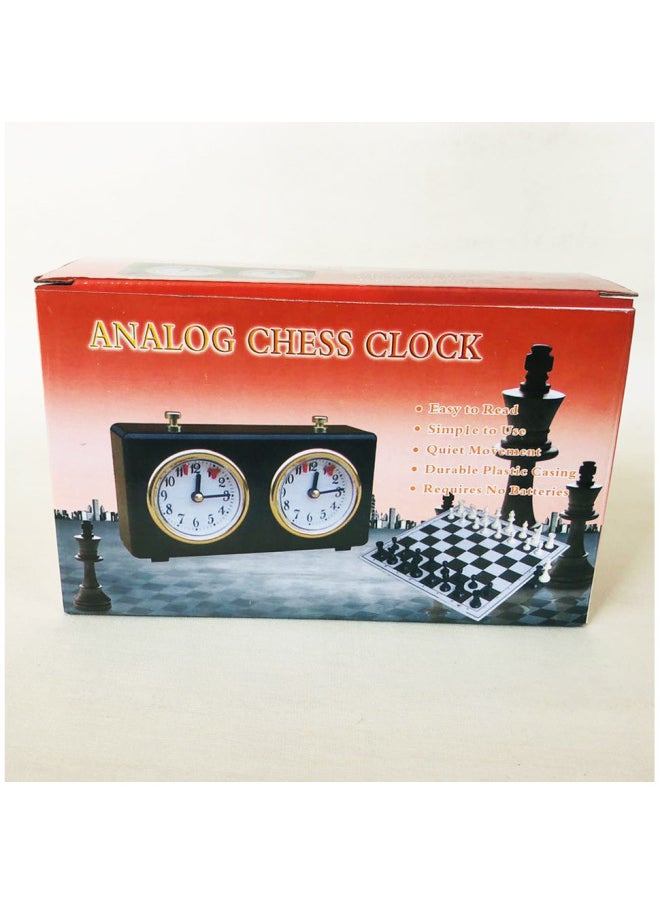 ANALOG CHESS CLOCK
• Easy to Read
• Simple to Use
• Quiet Movement
• Durable Plastic Casing
• Requires No Batteries